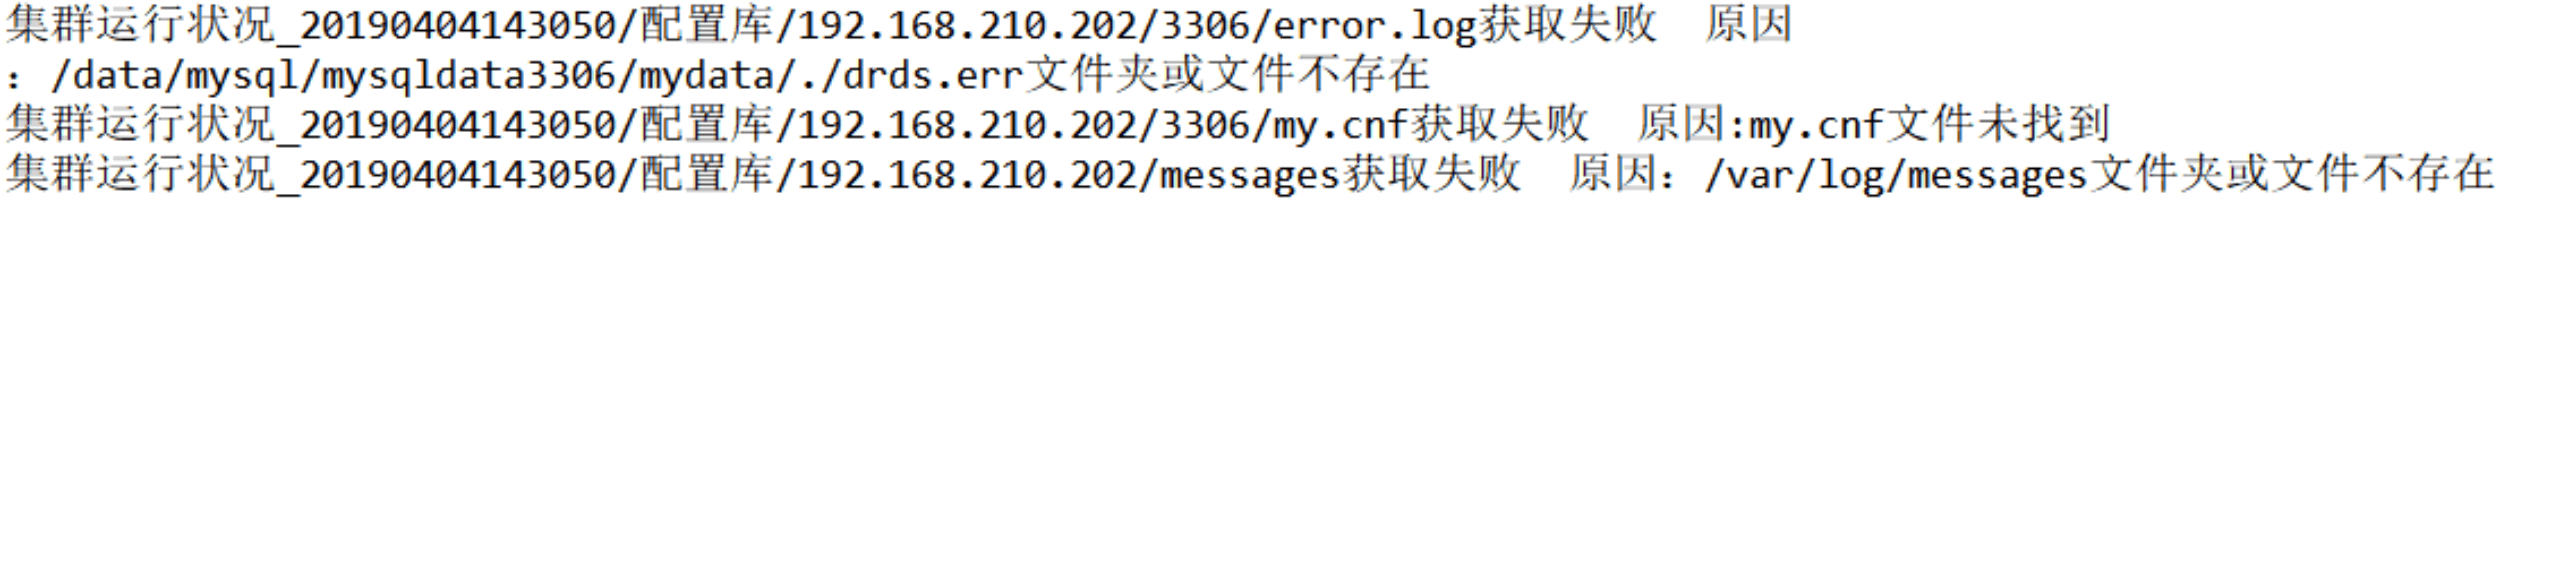 集群运行状况_20190404143050/配置库/192.168.210.202/3306/error.log获取失败  原因
：/data/mysql/mysqldata3306/mydata/./drds.err文件夹或文件不存在
集群运行状况_20190404143050/配置库/192.168.210.202/3306/my.cnf获取失败  原因:my.cnf文件未找到
集群运行状况_20190404143050/配置库/192.168.210.202/messages获取失败  原因：/var/log/messages文件夹或文件不存在